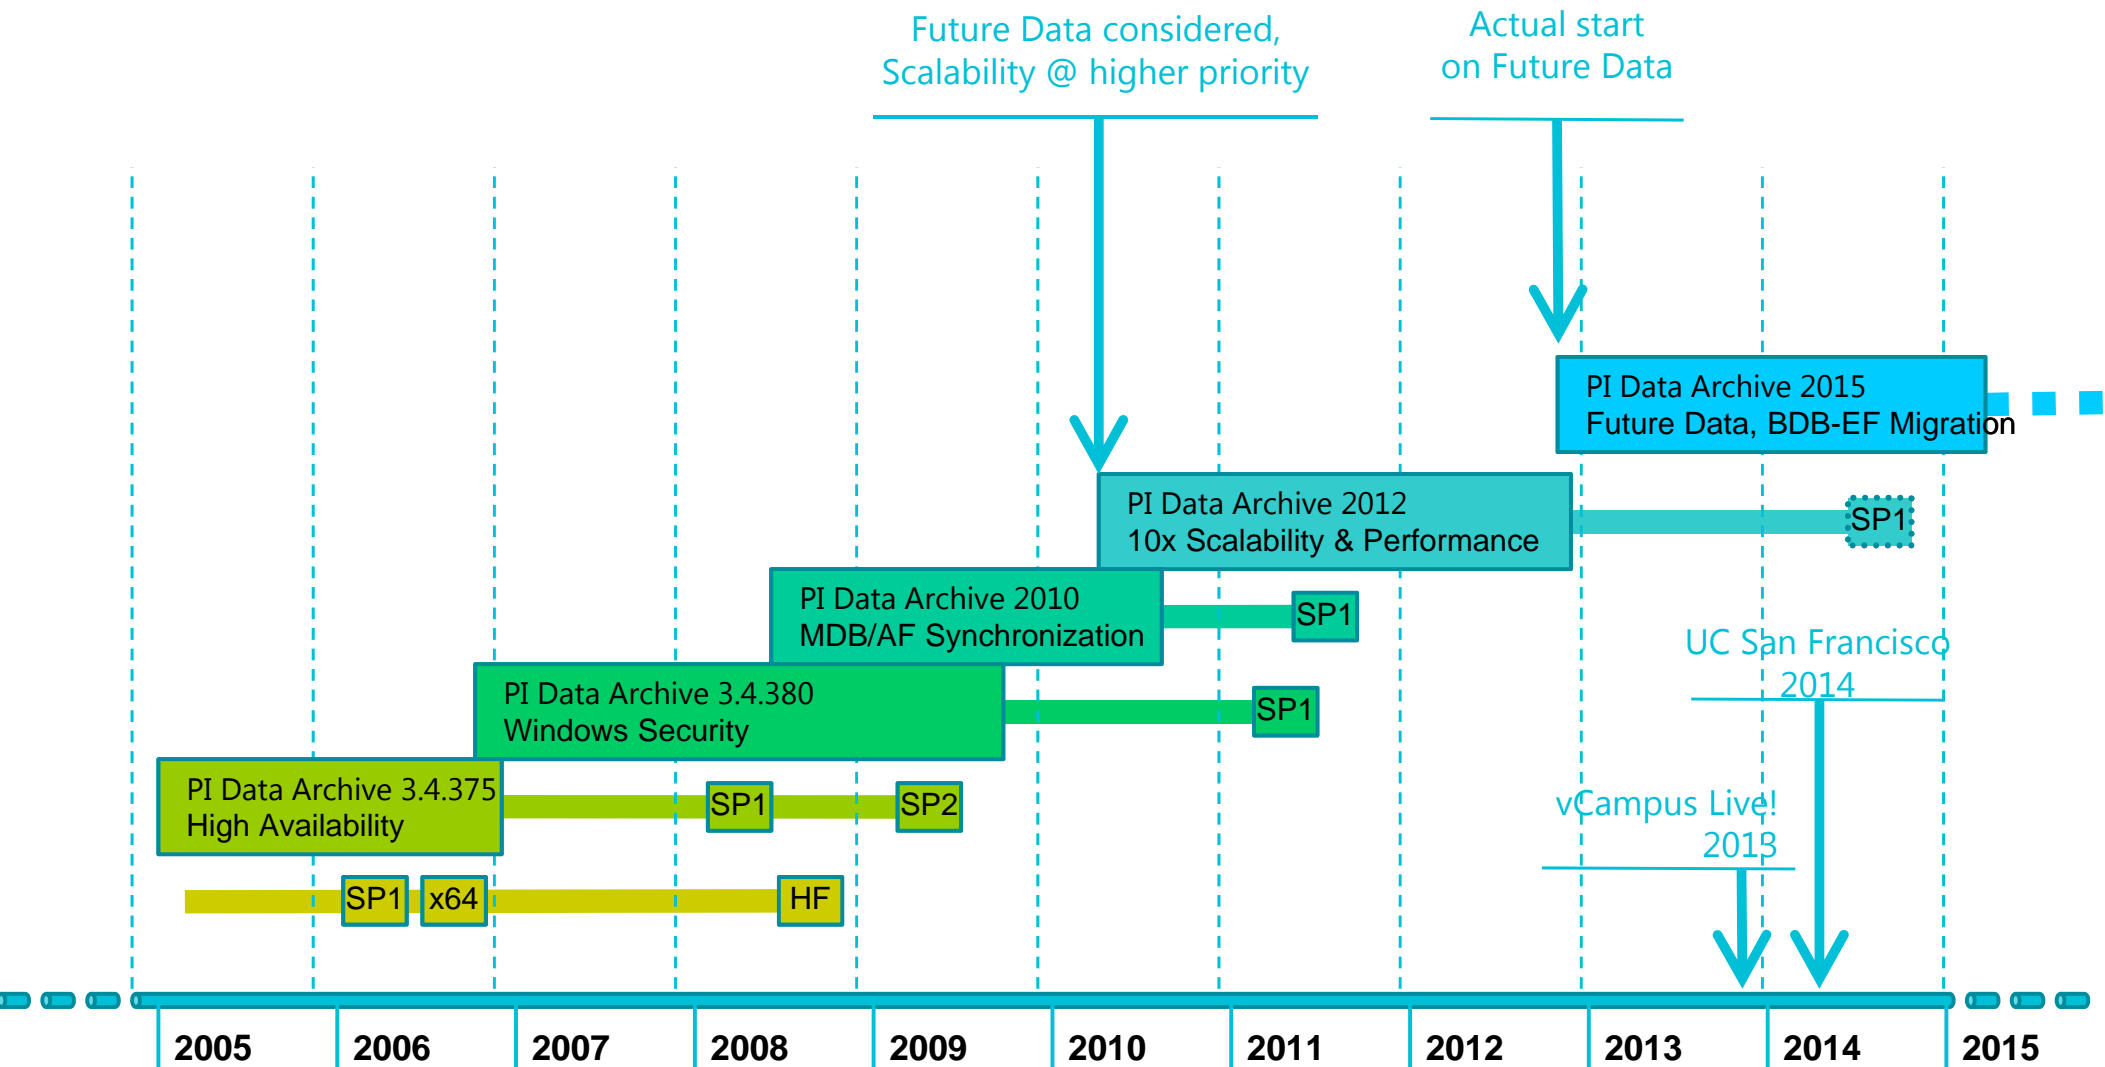 Future Data considered,
Scalability @ higher priority
Actual start
on Future Data
PI Data Archive 2015
Future Data, BDB-EF Migration
PI Data Archive 2012
10x Scalability & Performance
SP1
PI Data Archive 2010
MDB/AF Synchronization
SP1
UC San Francisco
2014
PI Data Archive 3.4.380
Windows Security
SP1
PI Data Archive 3.4.375
High Availability
SP1
SP2
vCampus Live!
2013
SP1
x64
HF
2005
2006
2007
2008
2009
2010
2011
2012
2013
2014
2015